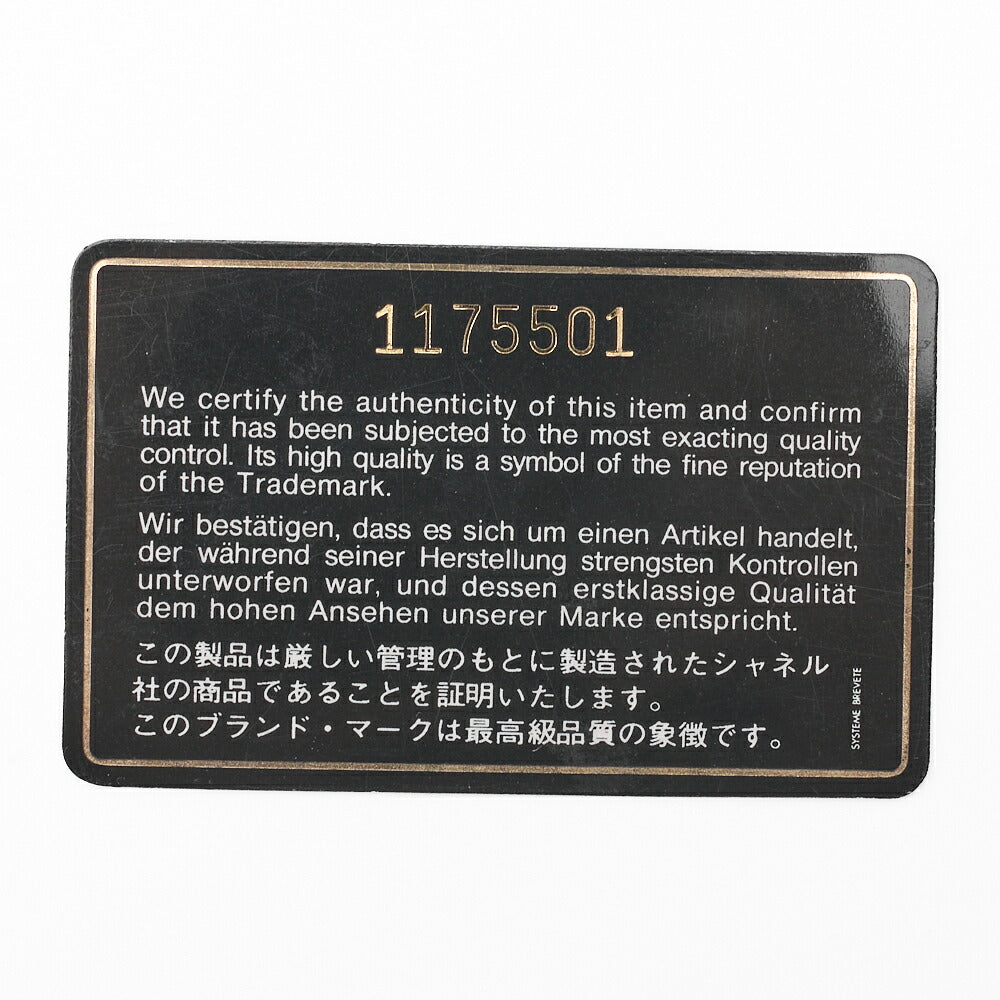 1175501
We certify the authenticity of this item and confirm
that it has been subjected to the most exacting quality
control. Its high quality is a symbol of the fine reputation
of the Trademark.
Wir bestätigen, dass es sich um einen Artikel handelt,
der während seiner Herstellung strengsten Kontrollen
unterworfen war, und dessen erstklassige Qualität
dem hohen Ansehen unserer Marke entspricht.
この製品は厳しい管理のもとに製造されたシャネル
社の商品であることを証明いたします。
このブランド・マークは最高級品質の象徴です。
SYSTEME BREVETE